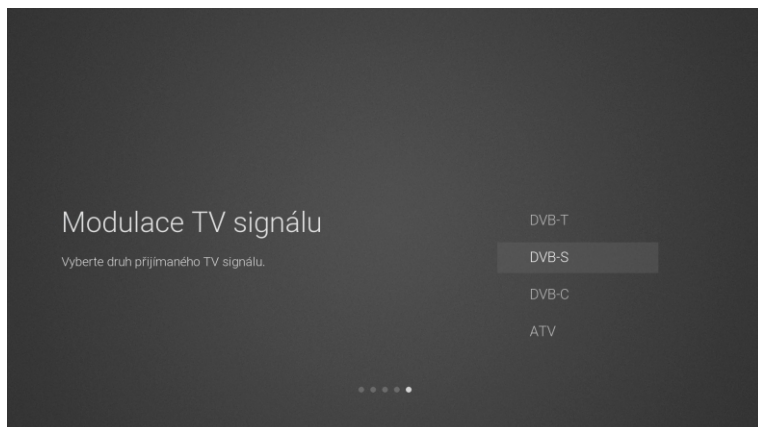 Modulace TV signálu
Vyberte druh přijímaného TV signálu.
DVB-T
DVB-S
DVB-C
ATV